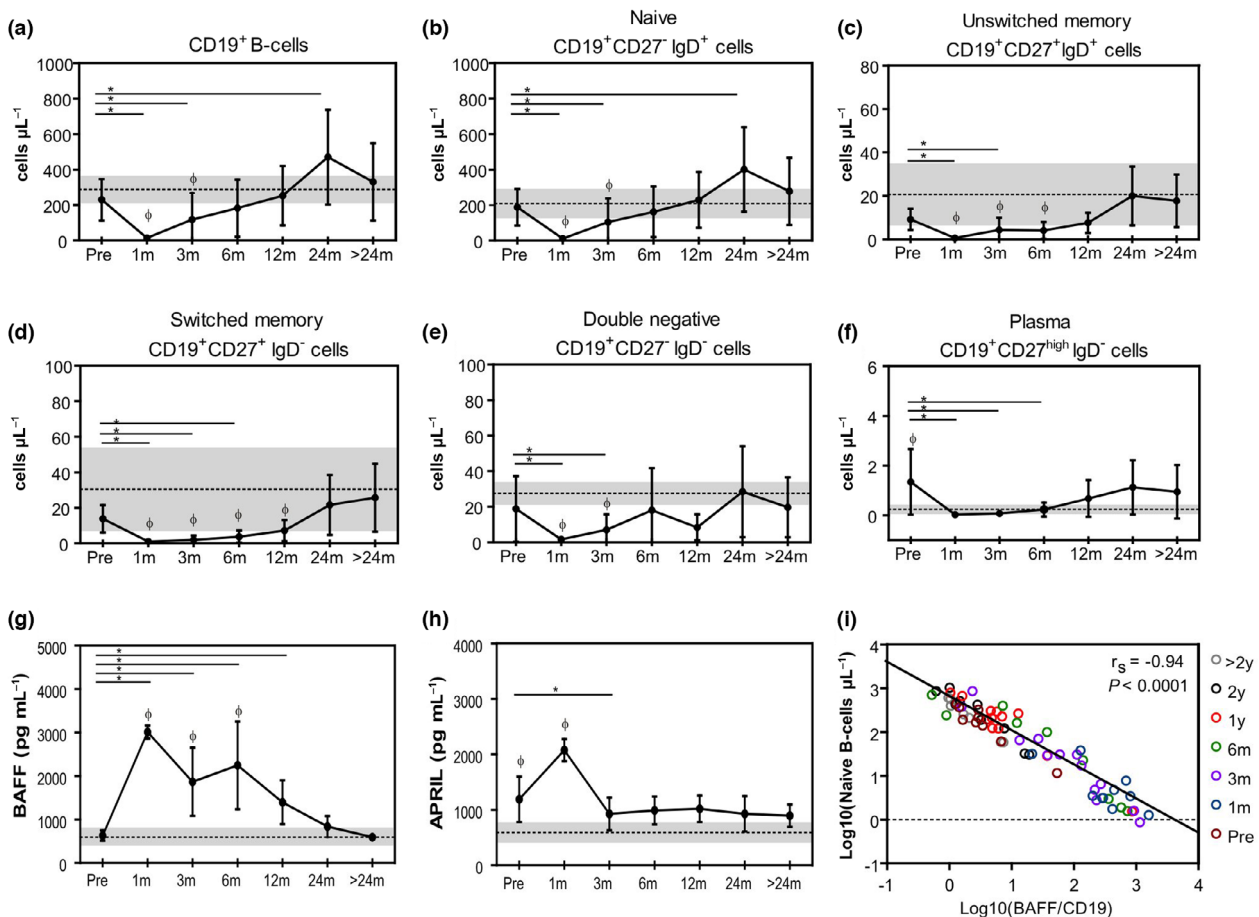 (a)
CD19⁺ B-cells
cells µL⁻¹
1000
800
600
400
200
0
* * *
ϕ ϕ
Pre 1m 3m 6m 12m 24m >24m
(b)
Naive
CD19⁺CD27⁻ IgD⁺ cells
cells µL⁻¹
1000
800
600
400
200
0
* * *
ϕ ϕ
Pre 1m 3m 6m 12m 24m >24m
(c)
Unswitched memory
CD19⁺CD27⁺IgD⁺ cells
cells µL⁻¹
80
60
40
20
0
* *
ϕ ϕ ϕ
Pre 1m 3m 6m 12m 24m >24m
(d)
Switched memory
CD19⁺CD27⁺ IgD⁻ cells
cells µL⁻¹
100
80
60
40
20
0
* * *
ϕ ϕ ϕ ϕ
Pre 1m 3m 6m 12m 24m >24m
(e)
Double negative
CD19⁺CD27⁻ IgD⁻ cells
cells µL⁻¹
100
80
60
40
20
0
* *
ϕ ϕ
Pre 1m 3m 6m 12m 24m >24m
(f)
Plasma
CD19⁺CD27ʰⁱᵍʰ IgD⁻ cells
cells µL⁻¹
6
4
2
0
* * *
ϕ
Pre 1m 3m 6m 12m 24m >24m
(g)
BAFF (pg mL⁻¹)
5000
4000
3000
2000
1000
0
* * * *
ϕ ϕ ϕ
Pre 1m 3m 6m 12m 24m >24m
(h)
APRIL (pg mL⁻¹)
4000
3000
2000
1000
0
*
ϕ ϕ
Pre 1m 3m 6m 12m 24m >24m
(i)
Log10(Naive B-cells µL⁻¹)
4
3
2
1
0
-1
rₛ = -0.94
P < 0.0001
-1 0 1 2 3 4
Log10(BAFF/CD19)
>2y
2y
1y
6m
3m
1m
Pre